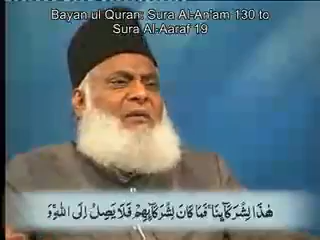 Bayan ul Quran: Sura Al-An'am 130 to
Sura Al-Aaraf 19
هٰذَا لِشُرَكَآئِنَا ۚ فَمَا كَانَ لِشُرَكَآئِهِمْ فَلَا يَصِلُ اِلَى اللّٰهِ ۚ وَ